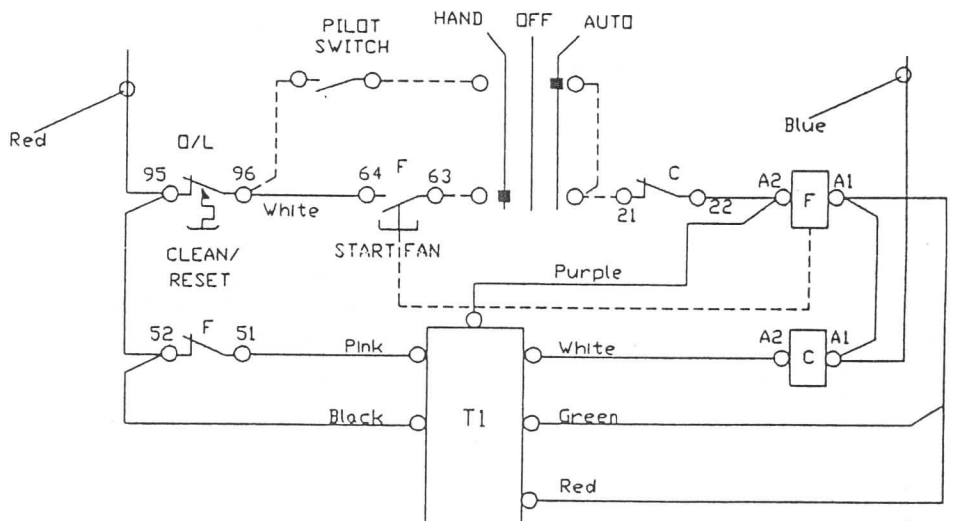 HAND OFF AUTO
PILOT
SWITCH
Red
Blue
O/L
95
96
White
64
F
63
21
C
22
A2
F
A1
CLEAN/
RESET
START FAN
Purple
52
F
51
Pink
White
A2
C
A1
Black
T1
Green
Red